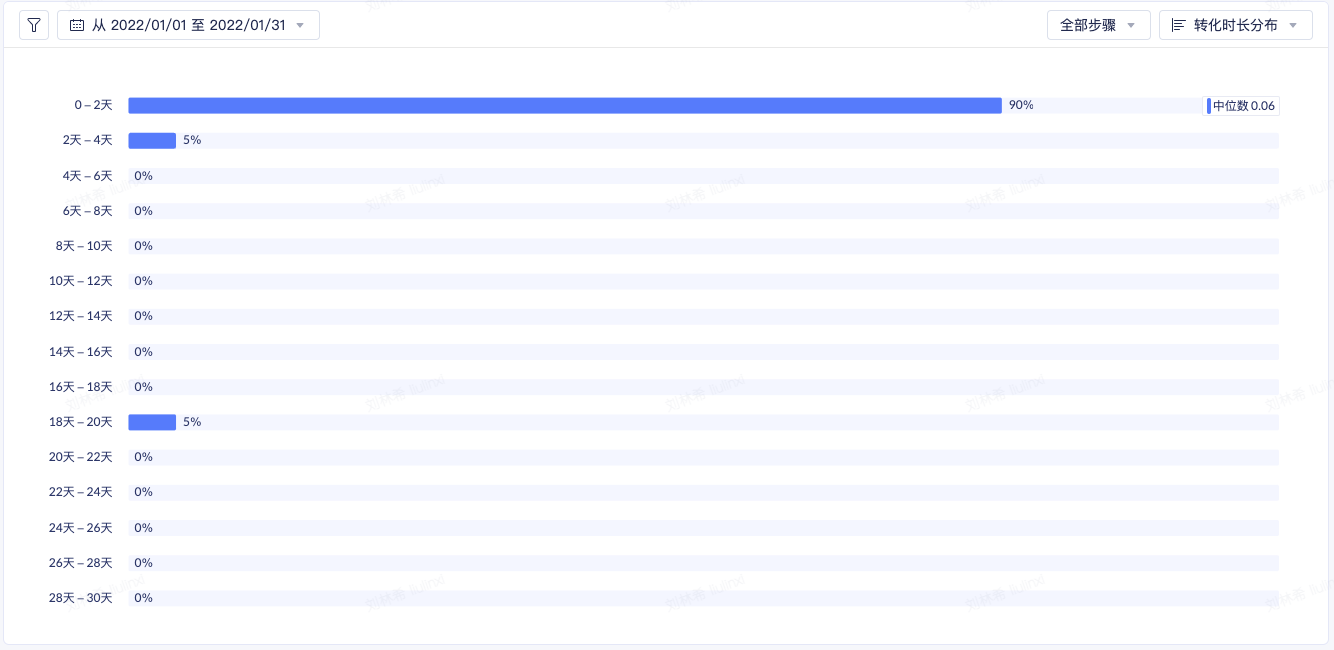 从 2022/01/01 至 2022/01/31
全部步骤
转化时长分布
0 – 2天 90% 中位数 0.06
2天 – 4天 5%
4天 – 6天 0%
6天 – 8天 0%
8天 – 10天 0%
10天 – 12天 0%
12天 – 14天 0%
14天 – 16天 0%
16天 – 18天 0%
18天 – 20天 5%
20天 – 22天 0%
22天 – 24天 0%
24天 – 26天 0%
26天 – 28天 0%
28天 – 30天 0%